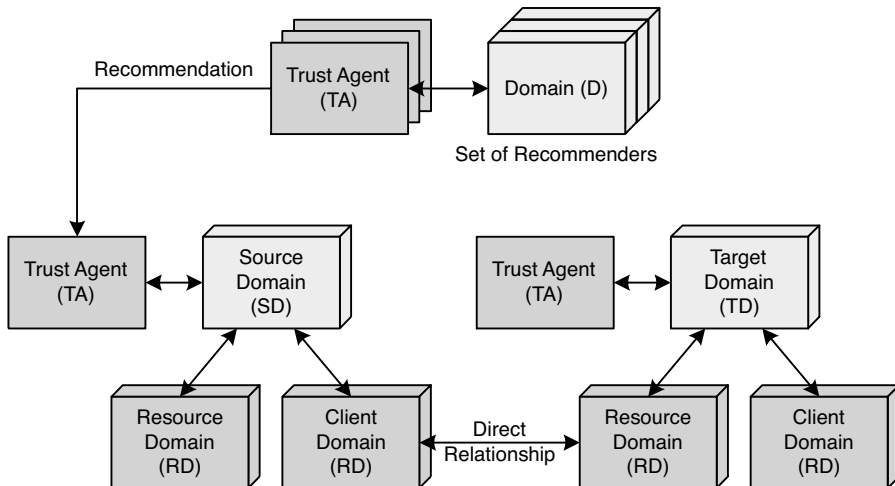 Recommendation
Trust Agent
(TA)
Domain (D)
Set of Recommenders
Trust Agent
(TA)
Source
Domain
(SD)
Trust Agent
(TA)
Target
Domain
(TD)
Resource
Domain
(RD)
Client
Domain
(RD)
Direct
Relationship
Resource
Domain
(RD)
Client
Domain
(RD)